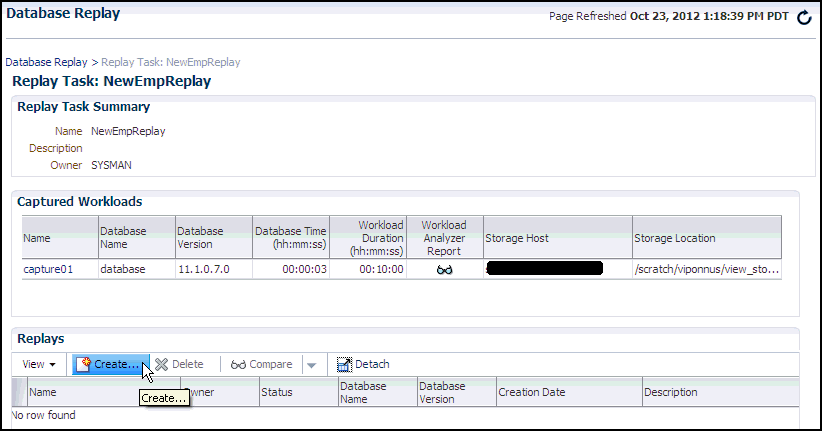 Database Replay
Page Refreshed Oct 23, 2012 1:18:39 PM PDT
Database Replay > Replay Task: NewEmpReplay
Replay Task: NewEmpReplay
Replay Task Summary
Name NewEmpReplay
Description
Owner SYSMAN
Captured Workloads
Name Database Name Database Version Database Time (hh:mm:ss) Workload Duration (hh:mm:ss) Workload Analyzer Report Storage Host Storage Location
capture01 database 11.1.0.7.0 00:00:03 00:10:00 /scratch/viponnus/view_sto...
Replays
View Create... Delete Compare Detach
Name Owner Status Database Name Database Version Creation Date Description
Create...
No row found